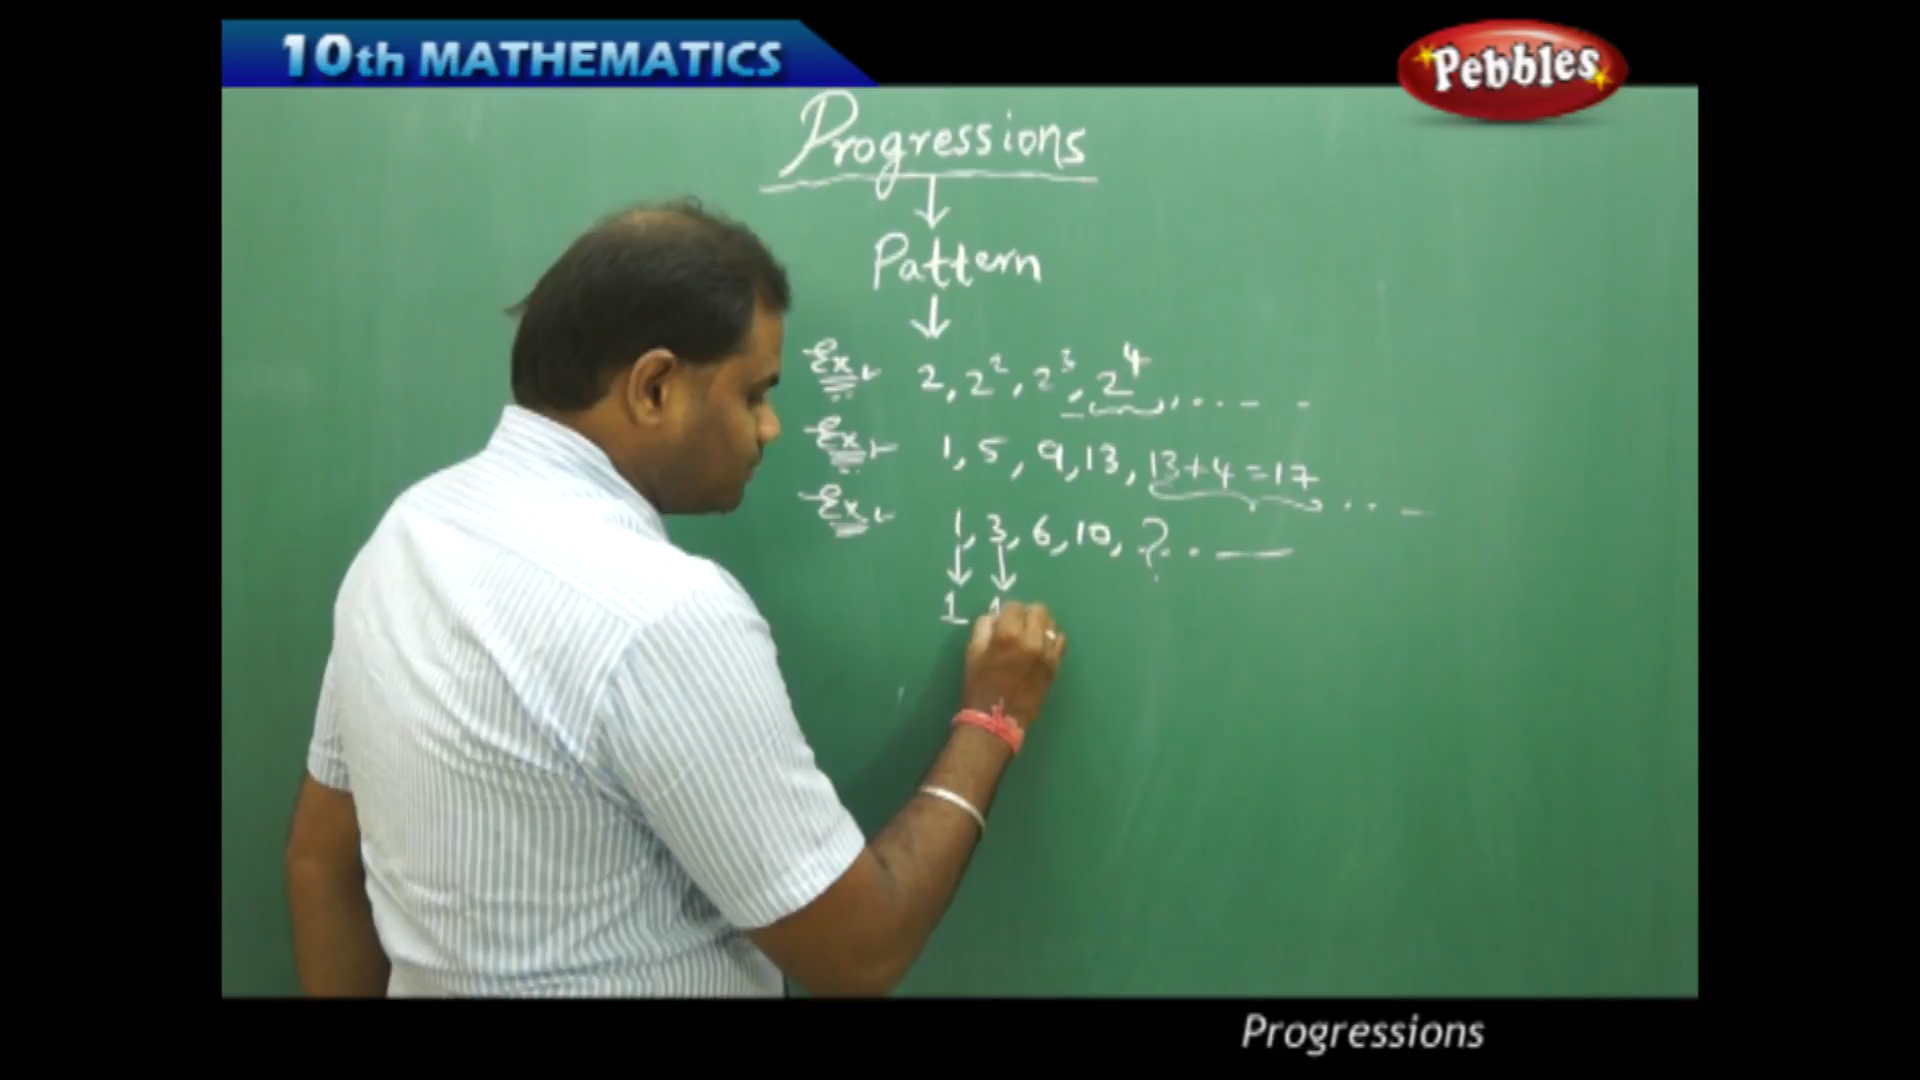 10th MATHEMATICS
Pebbles
Progressions
Pattern
Ex 2, 2², 2³, 2⁴, ...
Ex 1, 5, 9, 13, 13+4=17 ...
Ex 1, 3, 6, 10, ? ...
1 1
Progressions